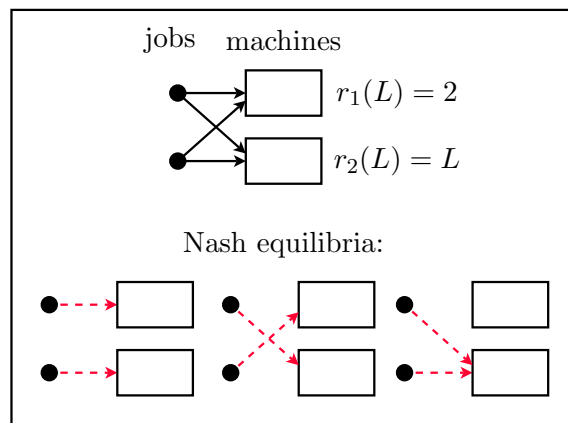 jobs machines
r₁(L) = 2
r₂(L) = L
Nash equilibria: